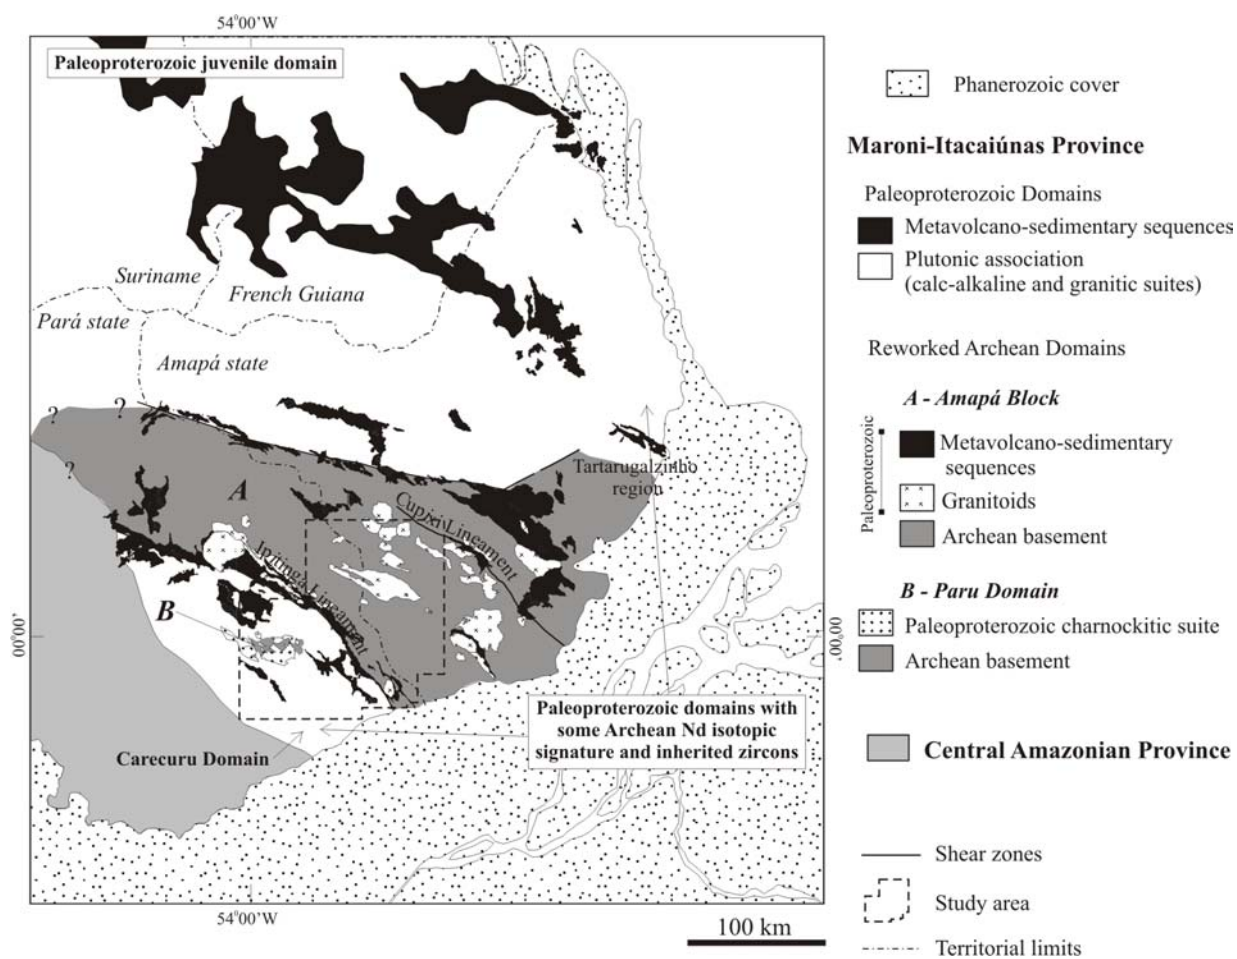 54°00'W
Paleoproterozoic juvenile domain
Suriname
French Guiana
Pará state
Amapá state
?
?
?
A
Tartarugalzinho
region
Cupixi Lineament
Ipitinga Lineament
B
00°00'
00°00'
Carecuru Domain
Paleoproterozoic domains with
some Archean Nd isotopic
signature and inherited zircons
54°00'W
100 km
Phanerozoic cover
Maroni-Itacaiúnas Province
Paleoproterozoic Domains
Metavolcano-sedimentary sequences
Plutonic association
(calc-alkaline and granitic suites)
Reworked Archean Domains
A - Amapá Block
Paleoproterozoic
Metavolcano-sedimentary
sequences
Granitoids
Archean basement
B - Paru Domain
Paleoproterozoic charnockitic suite
Archean basement
Central Amazonian Province
Shear zones
Study area
Territorial limits